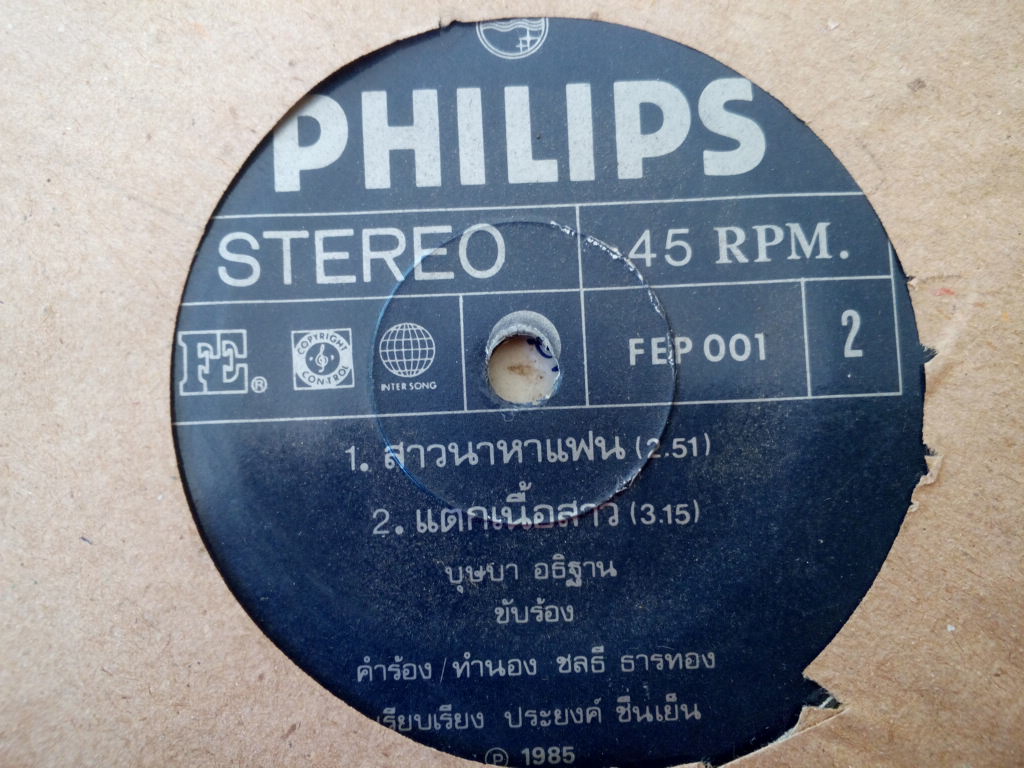 PHILIPS
STEREO
45 RPM.
FE®
COPYRIGHT CONTROL
INTER SONG
FEP 001
2
1. สาวนาหาแฟน (2.51)
2. แตกเนื้อสาว (3.15)
บุษบา อธิฐาน
ขับร้อง
คำร้อง / ทำนอง ชลธี ธารทอง
เรียบเรียง ประยงค์ ชื่นเย็น
℗ 1985